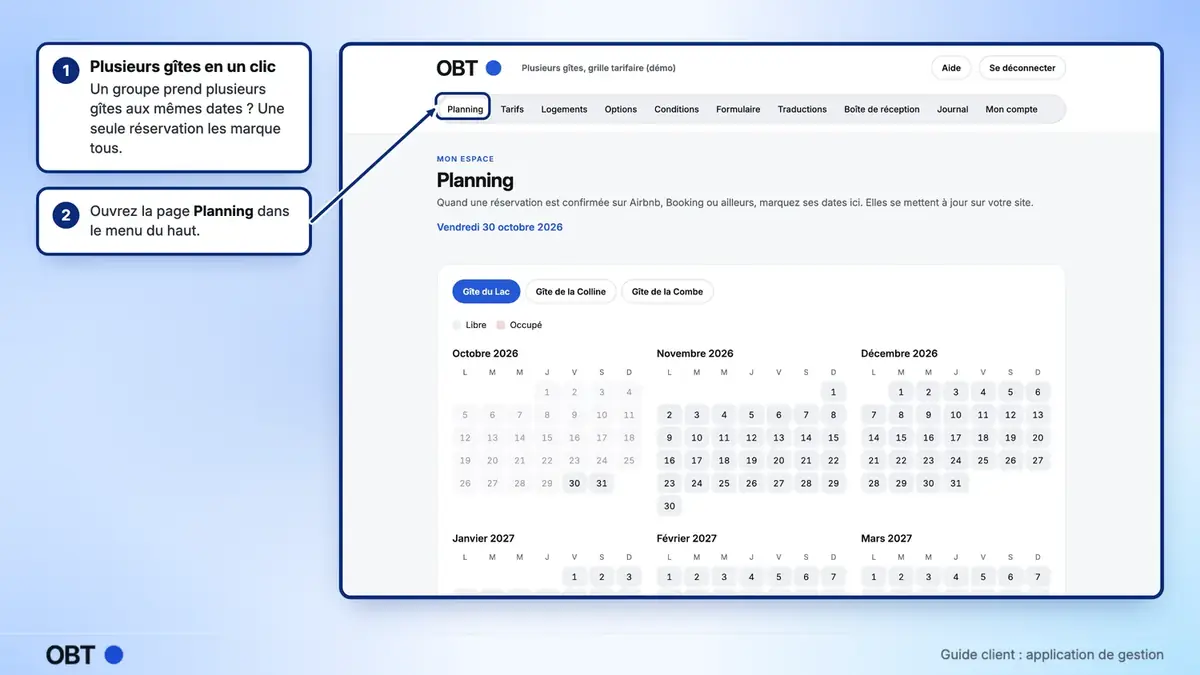 1
Plusieurs gîtes en un clic
Un groupe prend plusieurs
gîtes aux mêmes dates ? Une
seule réservation les marque
tous.
2
Ouvrez la page Planning dans
le menu du haut.
OBT
Plusieurs gîtes, grille tarifaire (démo)
Aide
Se déconnecter
Planning Tarifs Logements Options Conditions Formulaire Traductions Boîte de réception Journal Mon compte
MON ESPACE
Planning
Quand une réservation est confirmée sur Airbnb, Booking ou ailleurs, marquez ses dates ici. Elles se mettent à jour sur votre site.
Vendredi 30 octobre 2026
Gîte du Lac Gîte de la Colline Gîte de la Combe
Libre Occupé
Octobre 2026
L M M J V S D
1 2 3 4
5 6 7 8 9 10 11
12 13 14 15 16 17 18
19 20 21 22 23 24 25
26 27 28 29 30 31
Novembre 2026
L M M J V S D
1
2 3 4 5 6 7 8
9 10 11 12 13 14 15
16 17 18 19 20 21 22
23 24 25 26 27 28 29
30
Décembre 2026
L M M J V S D
1 2 3 4 5 6
7 8 9 10 11 12 13
14 15 16 17 18 19 20
21 22 23 24 25 26 27
28 29 30 31
Janvier 2027
L M M J V S D
1 2 3
Février 2027
L M M J V S D
1 2 3 4 5 6 7
Mars 2027
L M M J V S D
1 2 3 4 5 6 7
OBT
Guide client : application de gestion